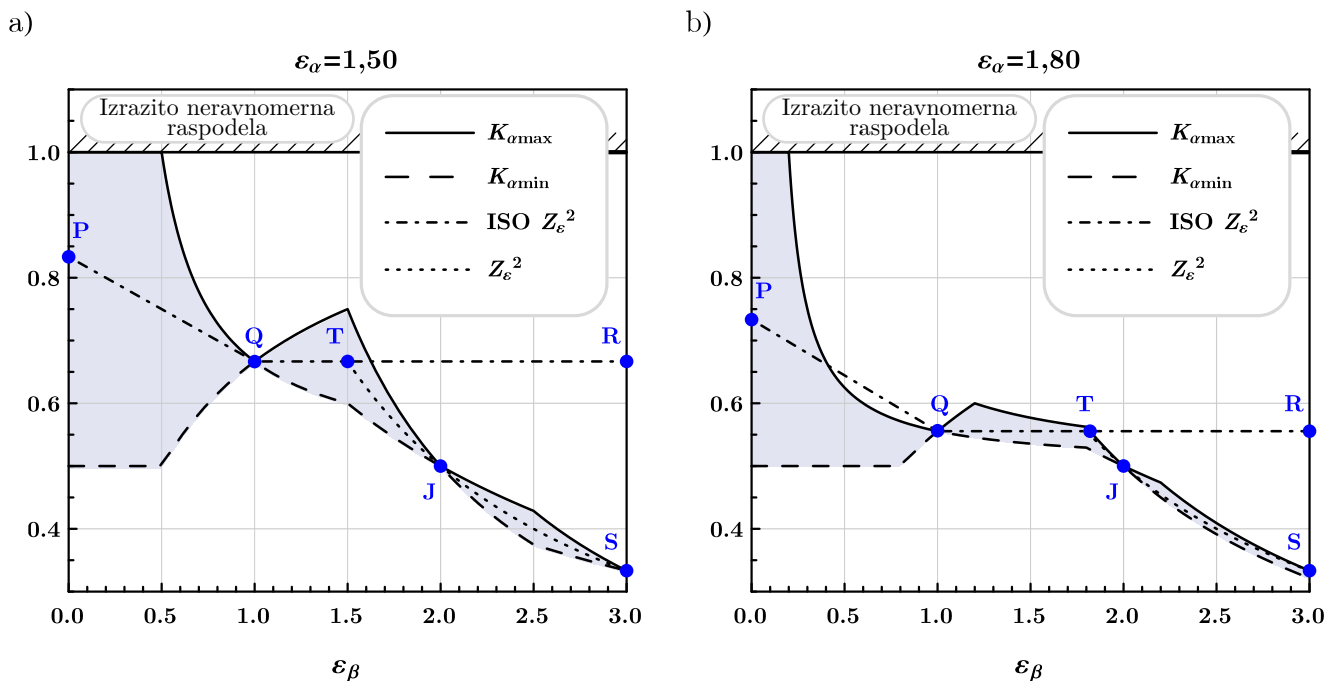 a)
εα=1,50
Izrazito neravnomerna
raspodela
Kαmax
Kαmin
ISO Zε²
Zε²
1.0
0.8
0.6
0.4
P
Q
T
R
J
S
0.0 0.5 1.0 1.5 2.0 2.5 3.0
εβ
b)
εα=1,80
Izrazito neravnomerna
raspodela
Kαmax
Kαmin
ISO Zε²
Zε²
1.0
0.8
0.6
0.4
P
Q
T
R
J
S
0.0 0.5 1.0 1.5 2.0 2.5 3.0
εβ